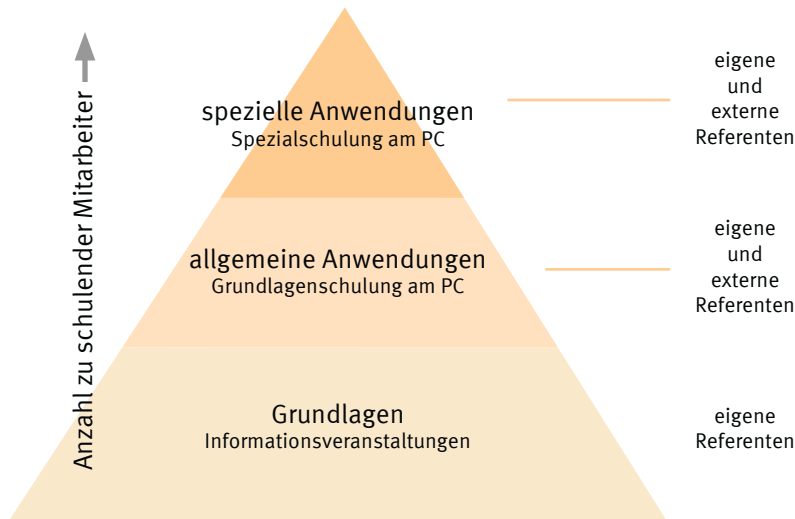 Anzahl zu schulender Mitarbeiter
spezielle Anwendungen
Spezialschulung am PC
eigene
und
externe
Referenten
allgemeine Anwendungen
Grundlagenschulung am PC
eigene
und
externe
Referenten
Grundlagen
Informationsveranstaltungen
eigene
Referenten